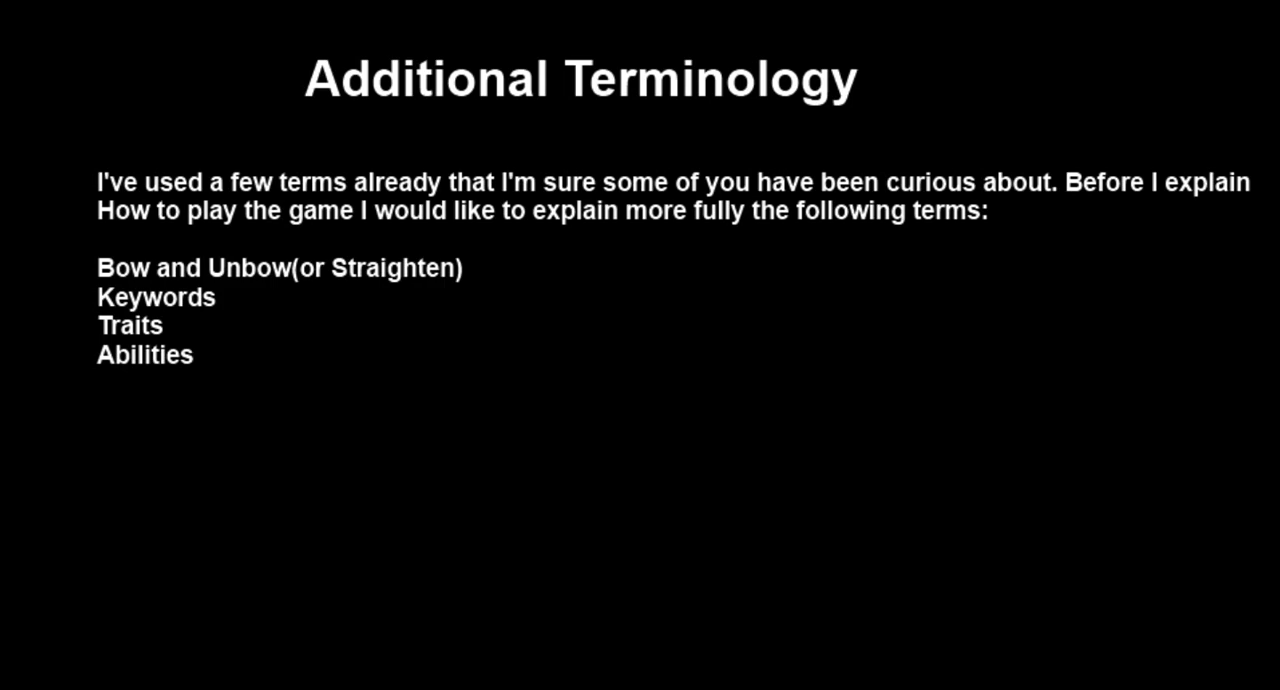 Additional Terminology
I've used a few terms already that I'm sure some of you have been curious about. Before I explain
How to play the game I would like to explain more fully the following terms:
Bow and Unbow(or Straighten)
Keywords
Traits
Abilities